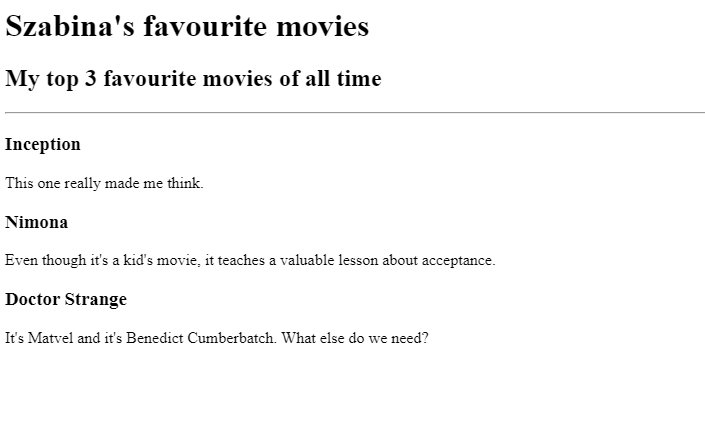 Szabina's favourite movies
My top 3 favourite movies of all time
Inception
This one really made me think.
Nimona
Even though it's a kid's movie, it teaches a valuable lesson about acceptance.
Doctor Strange
It's Matvel and it's Benedict Cumberbatch. What else do we need?